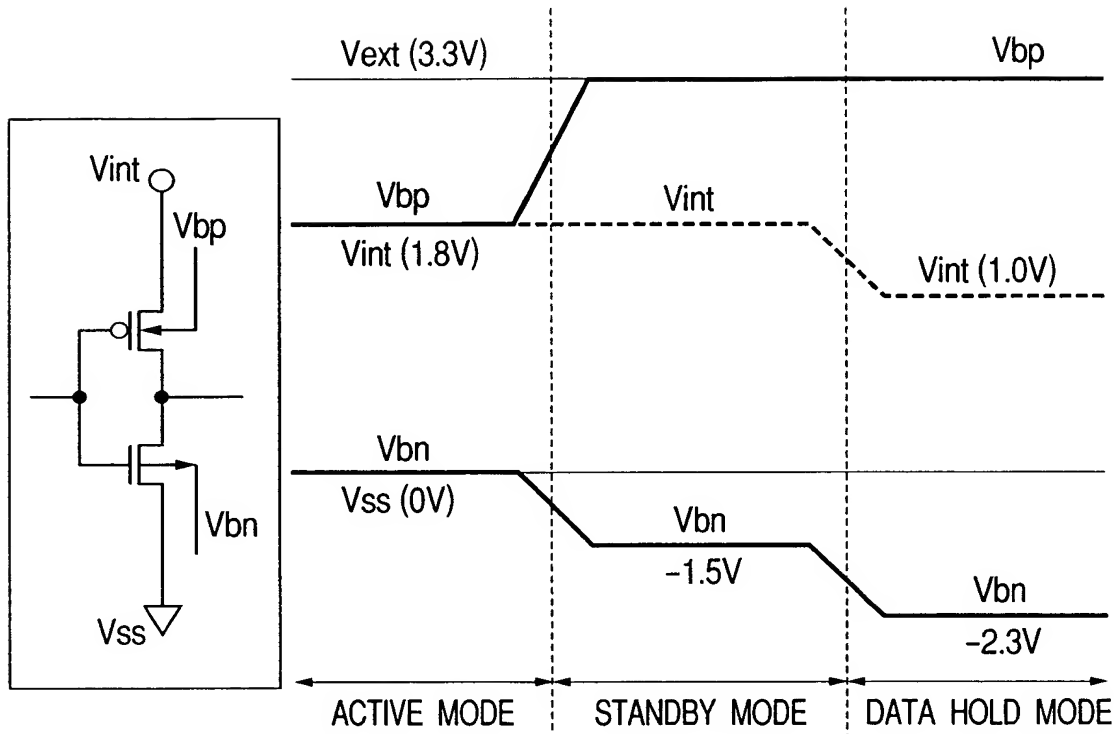 Vint
Vbp
Vbn
Vss
Vext (3.3V)
Vbp
Vbp
Vint (1.8V)
Vint
Vint (1.0V)
Vbn
Vss (0V)
Vbn
−1.5V
Vbn
−2.3V
ACTIVE MODE
STANDBY MODE
DATA HOLD MODE